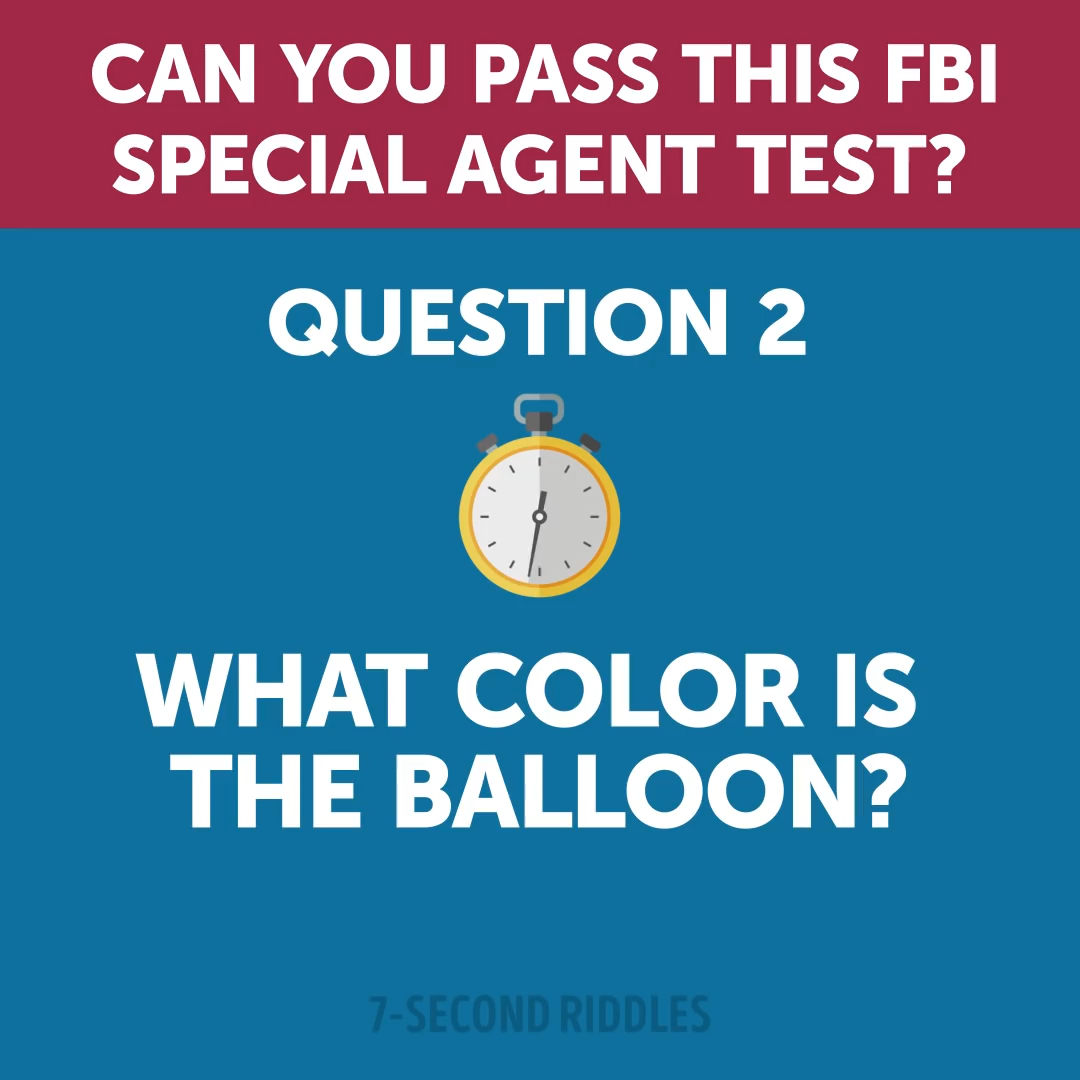 CAN YOU PASS THIS FBI
SPECIAL AGENT TEST?
QUESTION 2
WHAT COLOR IS
THE BALLOON?
7-SECOND RIDDLES